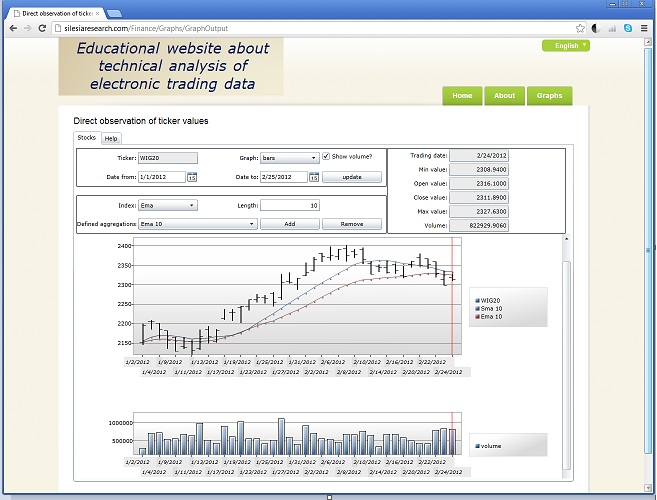 Direct observation of ticker
silesiaresearch.com/Finance/Graphs/GraphOutput
Educational website about
technical analysis of
electronic trading data
English
Home About Graphs
Direct observation of ticker values
Stocks Help
Ticker: WIG20 Graph: bars Show volume?
Date from: 1/1/2012 15 Date to: 2/25/2012 15 update
Index: Ema Length: 10
Defined aggregations Ema 10 Add Remove
Trading date: 2/24/2012
Min value: 2308.9400
Open value: 2316.1000
Close value: 2311.8900
Max value: 2327.6300
Volume: 822929.9060
2400
2350
2300
2250
2200
2150
1/2/2012 1/9/2012 1/13/2012 1/19/2012 1/25/2012 1/31/2012 2/6/2012 2/10/2012 2/16/2012 2/22/2012
1/4/2012 1/11/2012 1/17/2012 1/23/2012 1/27/2012 2/2/2012 2/8/2012 2/14/2012 2/20/2012 2/24/2012
WIG20
Sma 10
Ema 10
1000000
500000
1/2/2012 1/9/2012 1/13/2012 1/19/2012 1/25/2012 1/31/2012 2/6/2012 2/10/2012 2/16/2012 2/22/2012
1/4/2012 1/11/2012 1/17/2012 1/23/2012 1/27/2012 2/2/2012 2/8/2012 2/14/2012 2/20/2012 2/24/2012
volume